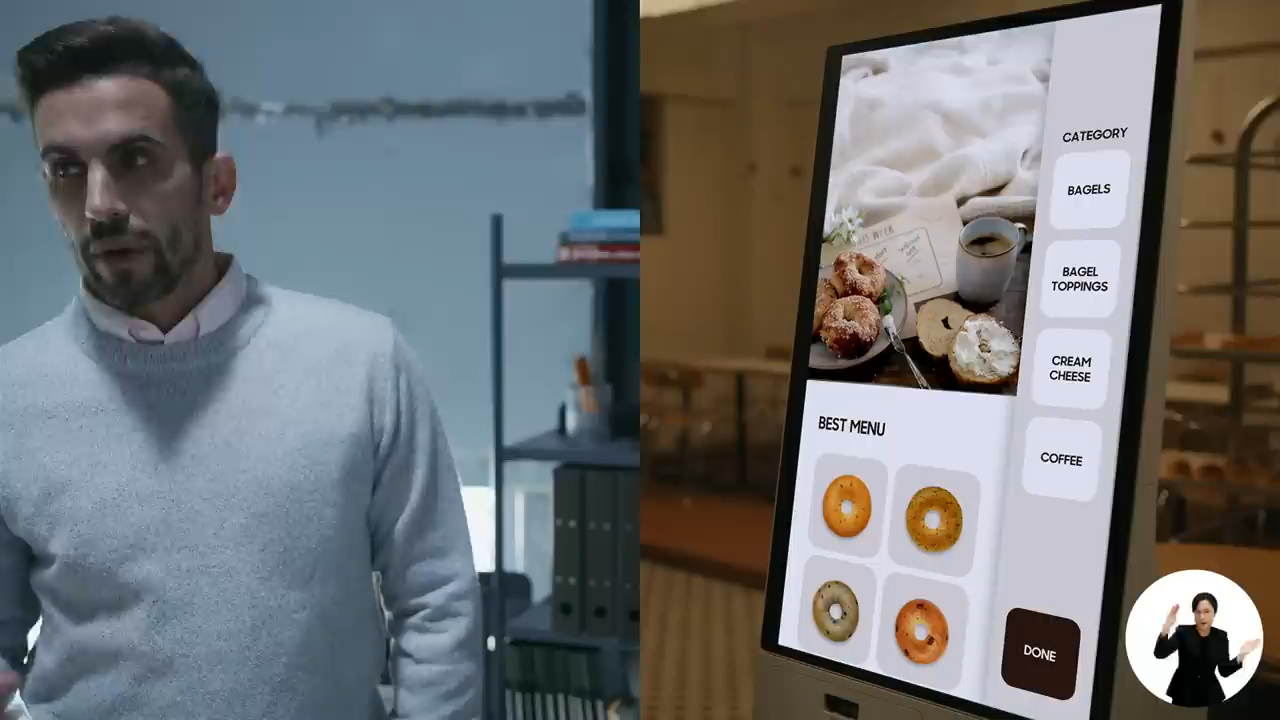 CATEGORY
BAGELS
BAGEL
TOPPINGS
CREAM
CHEESE
COFFEE
BEST MENU
DONE